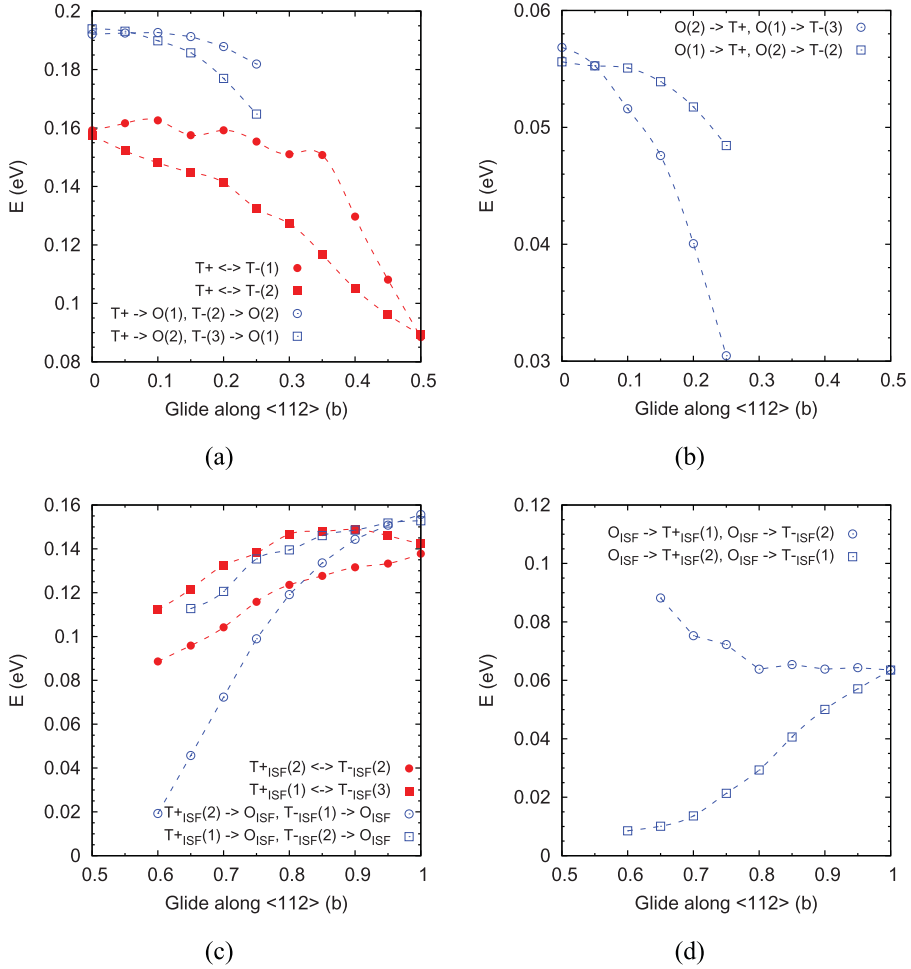 E (eV)
0.2
0.18
0.16
0.14
0.12
0.1
0.08
T+ <-> T-(1)
T+ <-> T-(2)
T+ -> O(1), T-(2) -> O(2)
T+ -> O(2), T-(3) -> O(1)
0 0.1 0.2 0.3 0.4 0.5
Glide along <112> (b)
(a)
E (eV)
0.06
0.05
0.04
0.03
O(2) -> T+, O(1) -> T-(3)
O(1) -> T+, O(2) -> T-(2)
0 0.1 0.2 0.3 0.4 0.5
Glide along <112> (b)
(b)
E (eV)
0.16
0.14
0.12
0.1
0.08
0.06
0.04
0.02
0
T+ISF(2) <-> T-ISF(2)
T+ISF(1) <-> T-ISF(3)
T+ISF(2) -> OISF, T-ISF(1) -> OISF
T+ISF(1) -> OISF, T-ISF(2) -> OISF
0.5 0.6 0.7 0.8 0.9 1
Glide along <112> (b)
(c)
E (eV)
0.12
0.1
0.08
0.06
0.04
0.02
0
OISF -> T+ISF(1), OISF -> T-ISF(2)
OISF -> T+ISF(2), OISF -> T-ISF(1)
0.5 0.6 0.7 0.8 0.9 1
Glide along <112> (b)
(d)